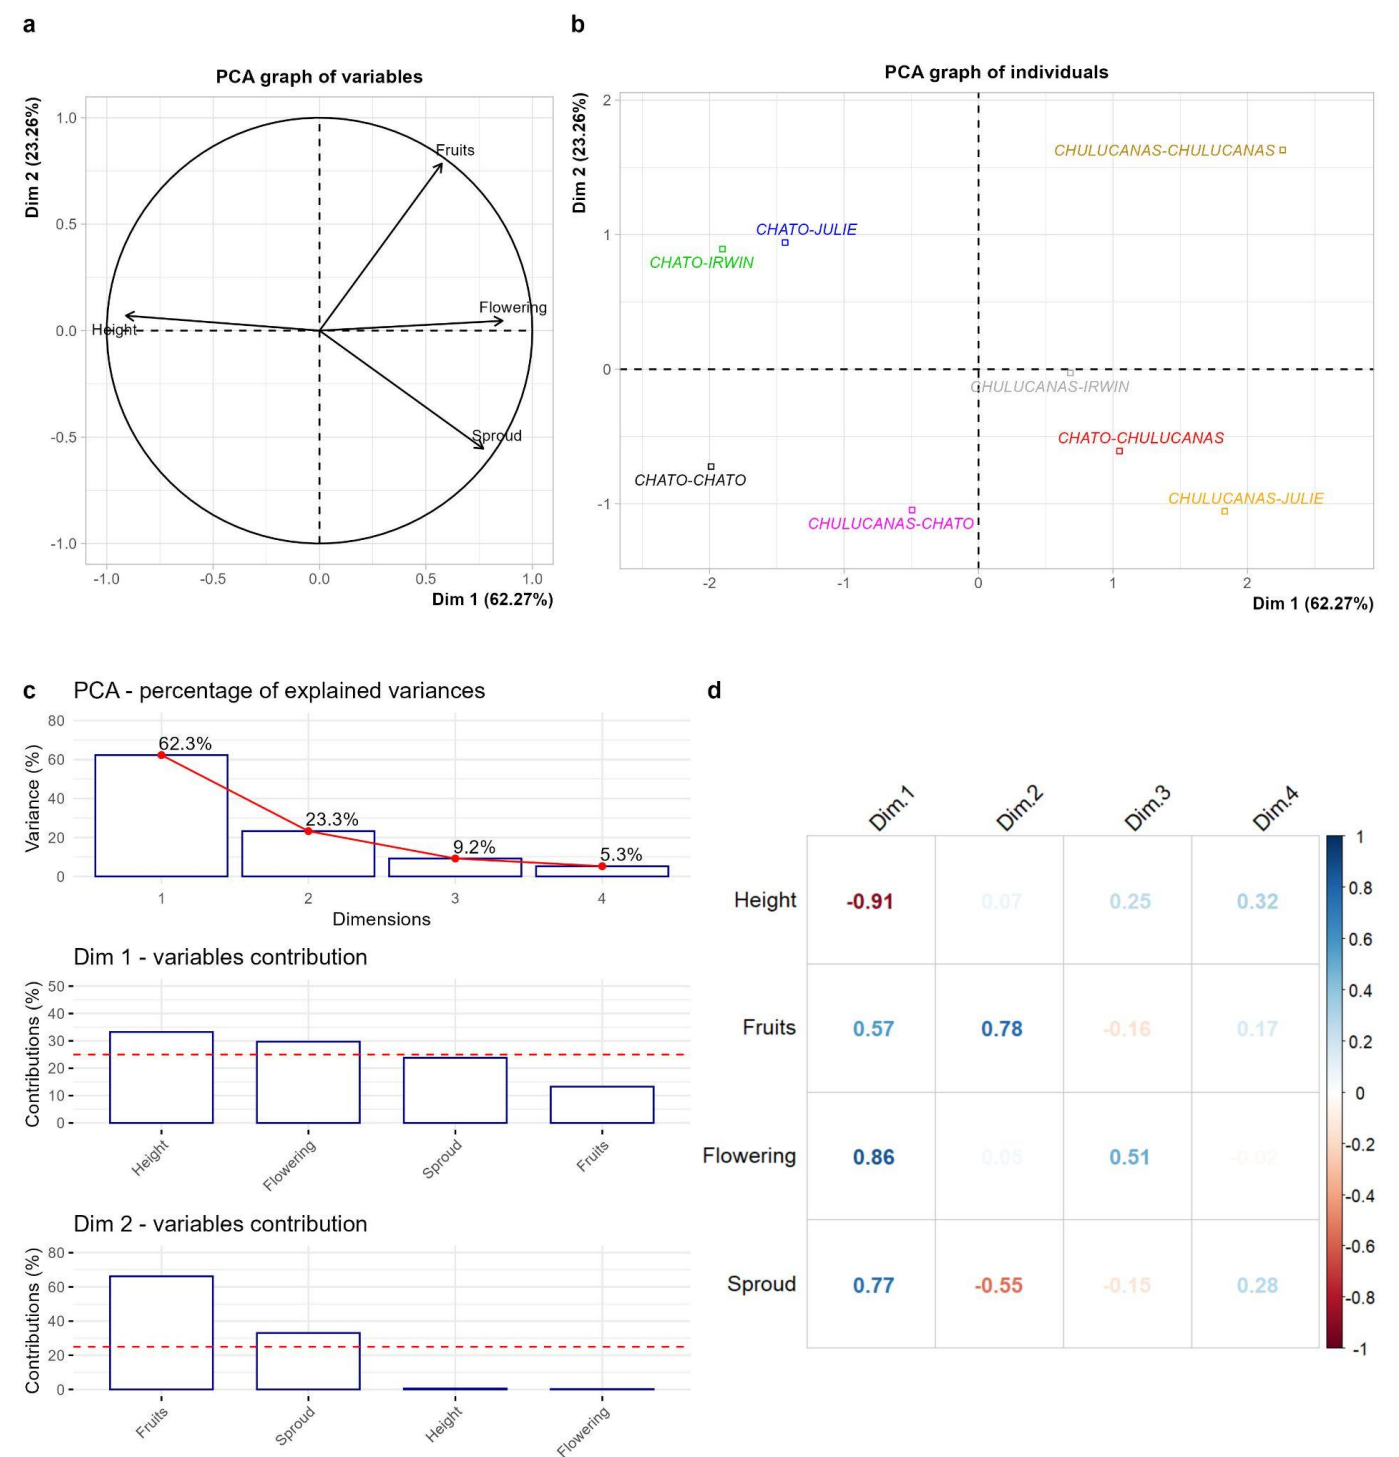 a
PCA graph of variables
Dim 2 (23.26%)
1.0
0.5
0.0
-0.5
-1.0
Fruits
Flowering
Height
Sproud
-1.0 -0.5 0.0 0.5 1.0
Dim 1 (62.27%)
b
PCA graph of individuals
Dim 2 (23.26%)
2
1
0
-1
CHULUCANAS-CHULUCANAS
CHATO-JULIE
CHATO-IRWIN
CHULUCANAS-IRWIN
CHATO-CHULUCANAS
CHATO-CHATO
CHULUCANAS-JULIE
CHULUCANAS-CHATO
-2 -1 0 1 2
Dim 1 (62.27%)
c
PCA - percentage of explained variances
Variance (%)
80
60
40
20
0
62.3%
23.3%
9.2%
5.3%
1 2 3 4
Dimensions
Dim 1 - variables contribution
Contributions (%)
50
40
30
20
10
0
Height Flowering Sproud Fruits
Dim 2 - variables contribution
Contributions (%)
80
60
40
20
0
Fruits Sproud Height Flowering
d
Dim.1 Dim.2 Dim.3 Dim.4
Height -0.91 0.07 0.25 0.32
Fruits 0.57 0.78 -0.16 0.17
Flowering 0.86 0.05 0.51 -0.02
Sproud 0.77 -0.55 -0.15 0.28
1
0.8
0.6
0.4
0.2
0
-0.2
-0.4
-0.6
-0.8
-1